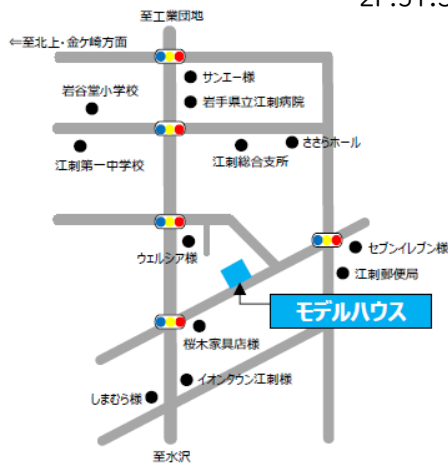 至工業団地
⇐至北上・金ケ崎方面
サンエー様
岩谷堂小学校
岩手県立江刺病院
ささらホール
江刺第一中学校
江刺総合支所
セブンイレブン様
ウェルシア様
江刺郵便局
モデルハウス
桜木家具店様
イオンタウン江刺様
しまむら様
至水沢